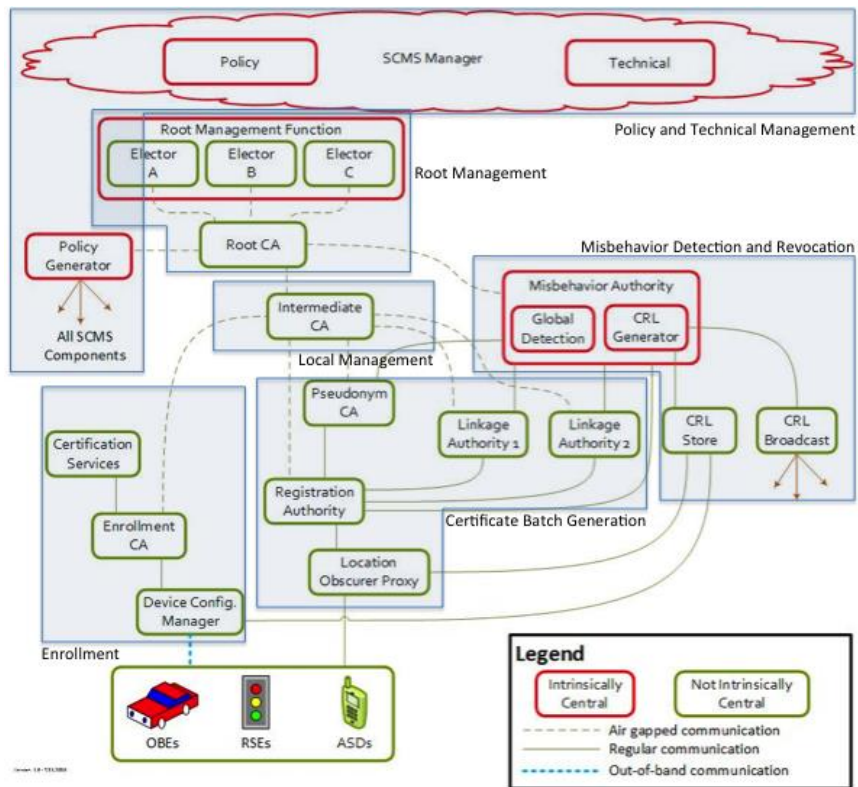 Policy
SCMS Manager
Technical
Policy and Technical Management
Root Management Function
Elector
A
Elector
B
Elector
C
Root Management
Root CA
Policy
Generator
All SCMS
Components
Misbehavior Detection and Revocation
Misbehavior Authority
Global
Detection
CRL
Generator
Intermediate
CA
Local Management
Pseudonym
CA
Linkage
Authority 1
Linkage
Authority 2
CRL
Store
CRL
Broadcast
Certification
Services
Registration
Authority
Certificate Batch Generation
Enrollment
CA
Location
Obscurer Proxy
Device Config.
Manager
Enrollment
OBEs
RSEs
ASDs
Legend
Intrinsically
Central
Not Intrinsically
Central
Air gapped communication
Regular communication
Out-of-band communication